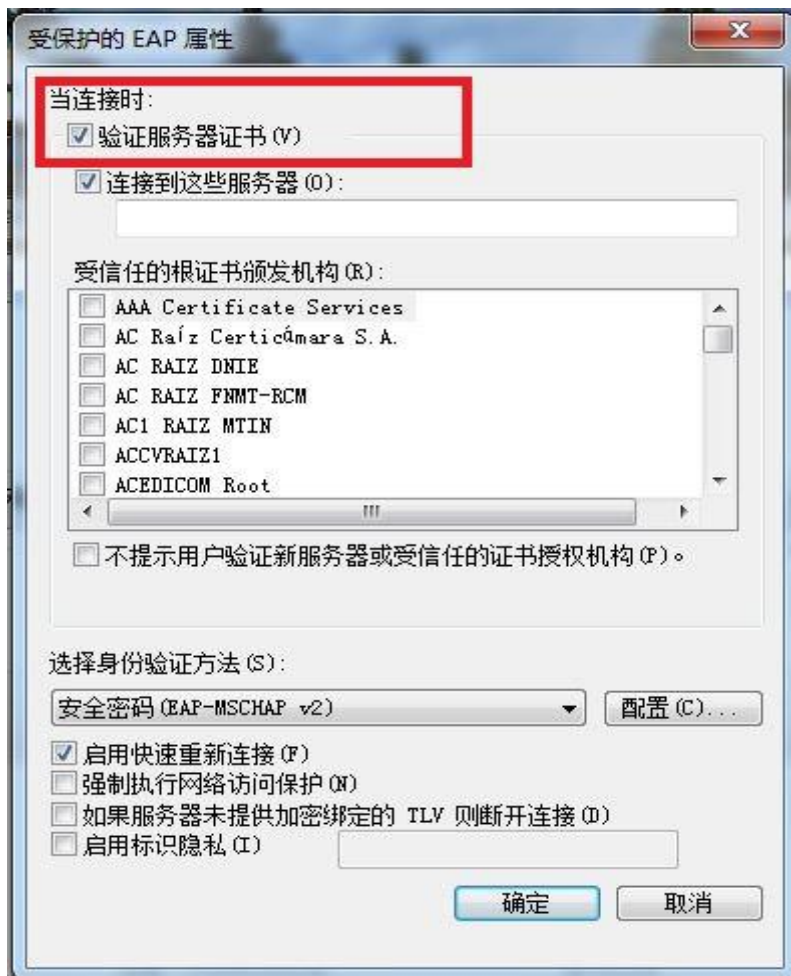 受保护的 EAP 属性
当连接时:
验证服务器证书(V)
连接到这些服务器(O):
受信任的根证书颁发机构(R):
AAA Certificate Services
AC Raíz Certicámara S.A.
AC RAIZ DNIE
AC RAIZ FNMT-RCM
AC1 RAIZ MTIN
ACCVRAIZ1
ACEDICOM Root
不提示用户验证新服务器或受信任的证书授权机构(P)。
选择身份验证方法(S):
安全密码(EAP-MSCHAP v2)
配置(C)...
启用快速重新连接(F)
强制执行网络访问保护(N)
如果服务器未提供加密绑定的 TLV 则断开连接(D)
启用标识隐私(I)
确定
取消